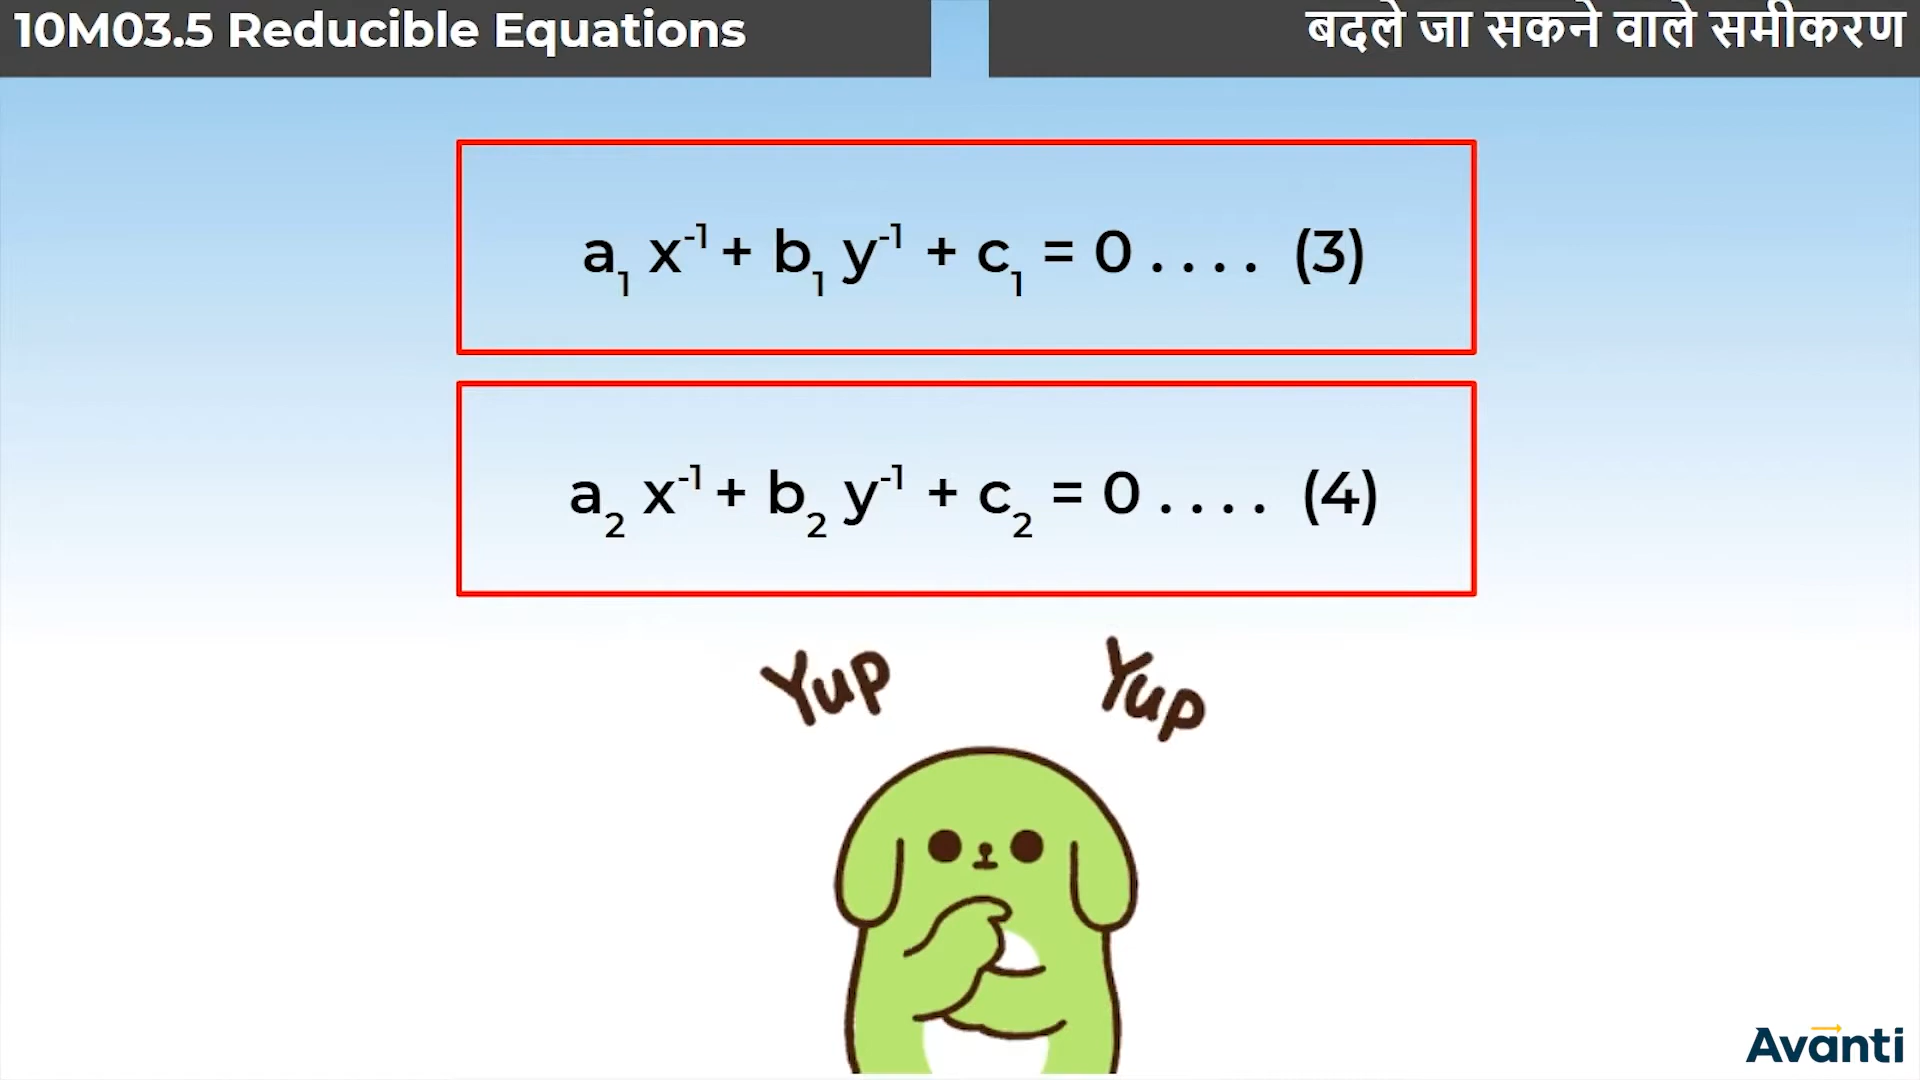 10M03.5 Reducible Equations
बदले जा सकने वाले समीकरण
a₁ x⁻¹ + b₁ y⁻¹ + c₁ = 0 . . . . (3)
a₂ x⁻¹ + b₂ y⁻¹ + c₂ = 0 . . . . (4)
Yup Yup
Avanti